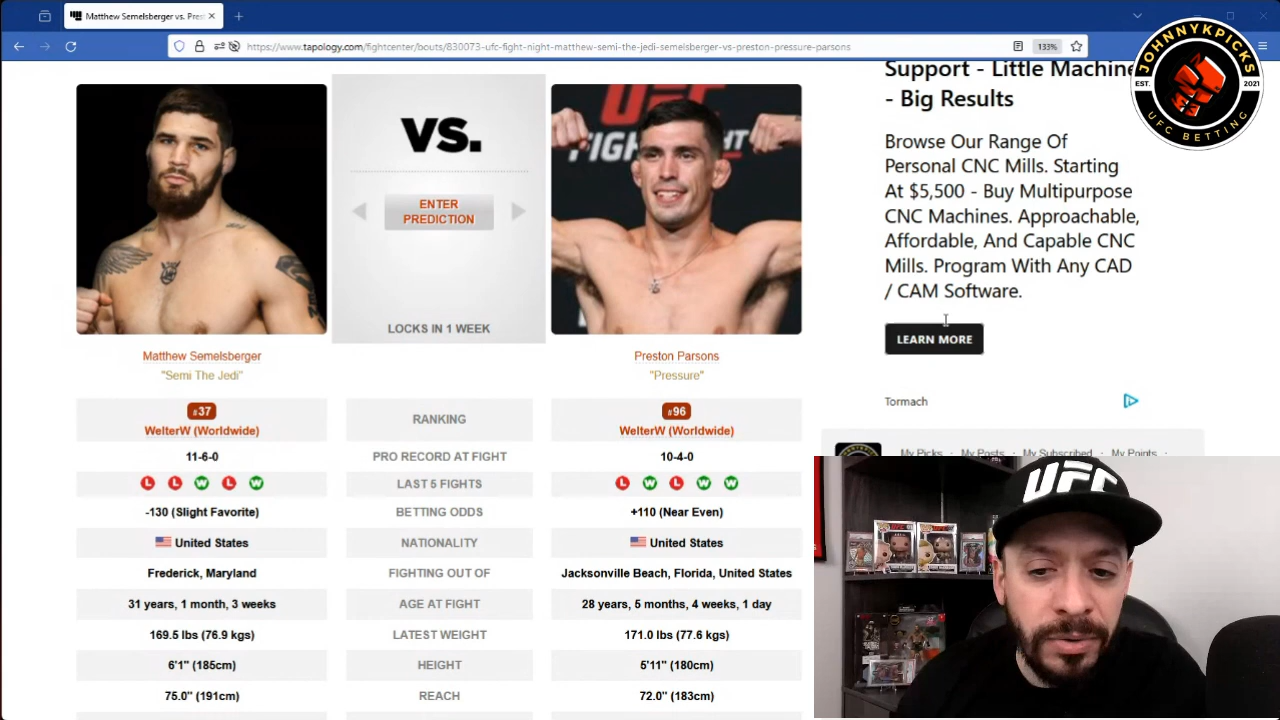 Matthew Semelsberger vs. Pres
https://www.tapology.com/fightcenter/bouts/830073-ufc-fight-night-matthew-semi-the-jedi-semelsberger-vs-preston-pressure-parsons
133%
JOHNNYKPICKS
EST. 2021
UFC BETTING
Support - Little Machine
- Big Results
Browse Our Range Of
Personal CNC Mills. Starting
At $5,500 - Buy Multipurpose
CNC Machines. Approachable,
Affordable, And Capable CNC
Mills. Program With Any CAD
/ CAM Software.
LEARN MORE
Tormach
My Picks · My Posts · My Subscribed · My Points ·
VS.
ENTER
PREDICTION
LOCKS IN 1 WEEK
UFC
FIGH
Matthew Semelsberger
"Semi The Jedi"
Preston Parsons
"Pressure"
#37
WelterW (Worldwide)
RANKING
#96
WelterW (Worldwide)
11-6-0 PRO RECORD AT FIGHT 10-4-0
L L W L W LAST 5 FIGHTS L W L W W
-130 (Slight Favorite) BETTING ODDS +110 (Near Even)
United States NATIONALITY United States
Frederick, Maryland FIGHTING OUT OF Jacksonville Beach, Florida, United States
31 years, 1 month, 3 weeks AGE AT FIGHT 28 years, 5 months, 4 weeks, 1 day
169.5 lbs (76.9 kgs) LATEST WEIGHT 171.0 lbs (77.6 kgs)
6'1" (185cm) HEIGHT 5'11" (180cm)
75.0" (191cm) REACH 72.0" (183cm)
UFC